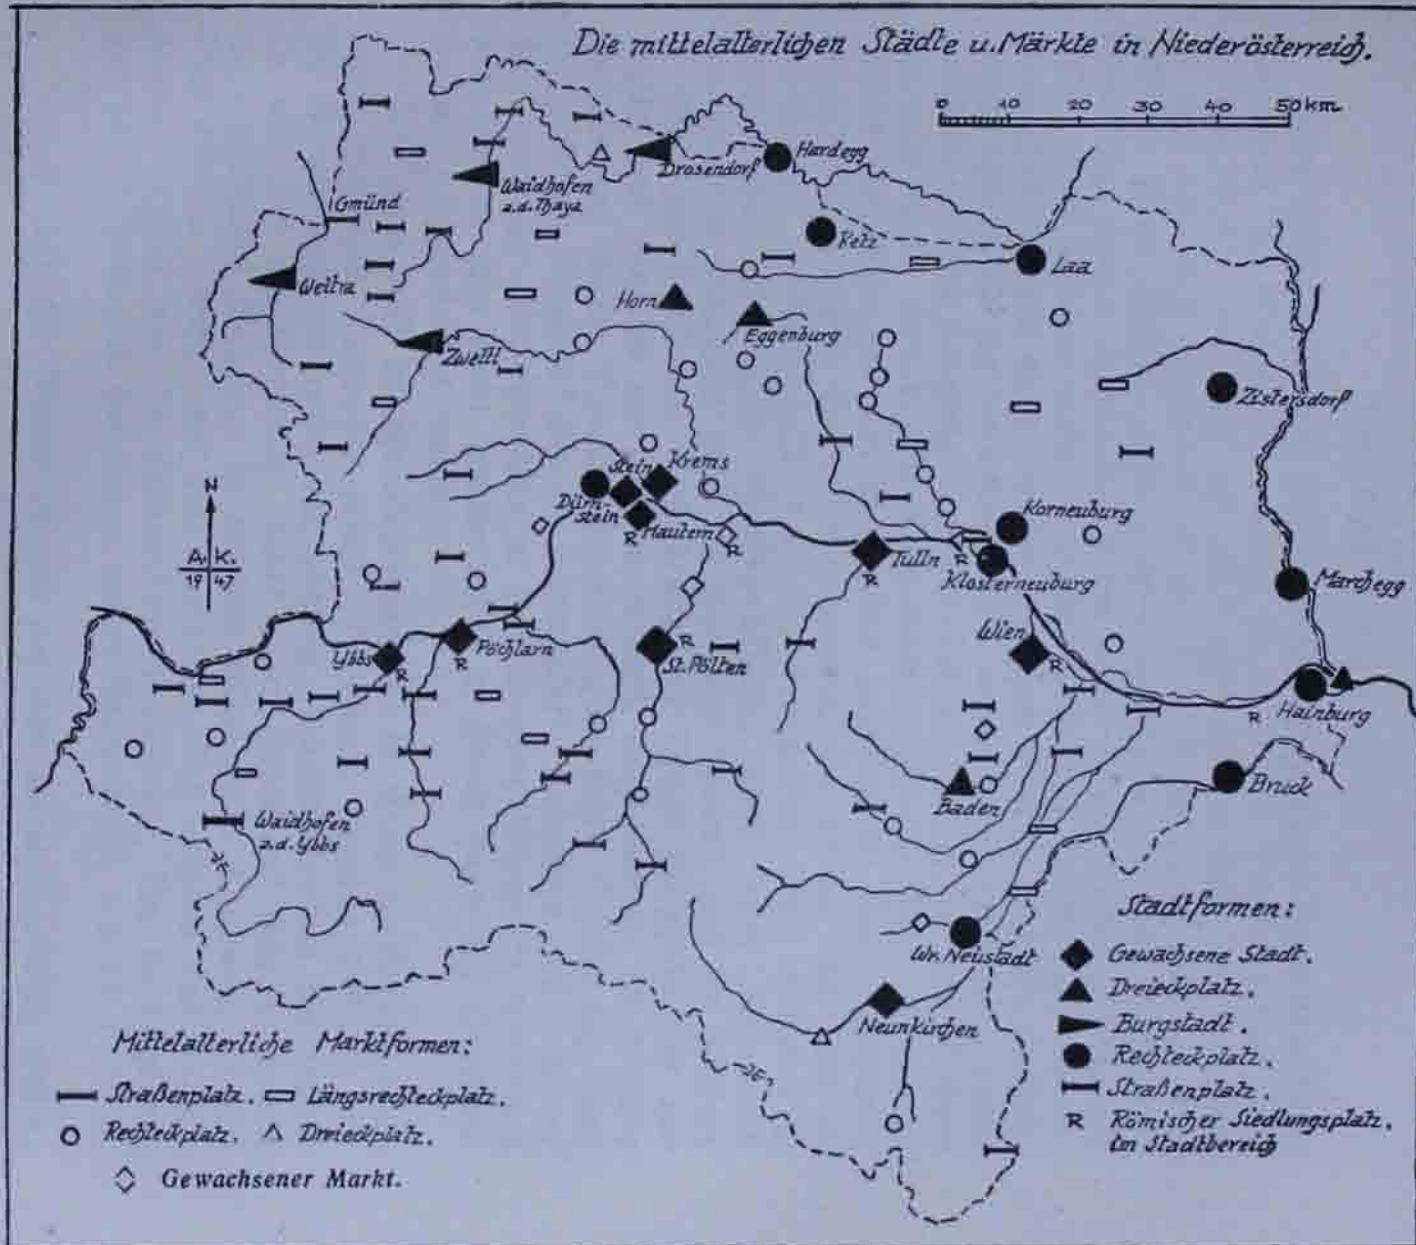 Die mittelalterlichen Städte u. Märkte in Niederösterreich.
0 10 20 30 40 50 km
Hardegg
Drosendorf
Waidhofen
a.d. Thaya
Gmünd
Retz
Laa
Weitra
Horn
Eggenburg
Zwettl
Zistersdorf
Krems
Stein
Dürn-
stein
Mautern
R
R
N
A. K.
19 47
Korneuburg
Tulln
R
R
Klosterneuburg
Marchegg
Wien
R
Ybbs
R
Pöchlarn
R
St. Pölten
R
Hainburg
R
Bruck
Baden
Waidhofen
a.d. Ybbs
Wr. Neustadt
Neunkirchen
Stadtformen:
Gewachsene Stadt.
Dreieckplatz.
Burgstadt.
Rechteckplatz.
Straßenplatz.
R Römischer Siedlungsplatz,
im Stadtbereich
Mittelalterliche Marktformen:
Straßenplatz. Längsrechteckplatz.
Rechteckplatz. Dreieckplatz.
Gewachsener Markt.